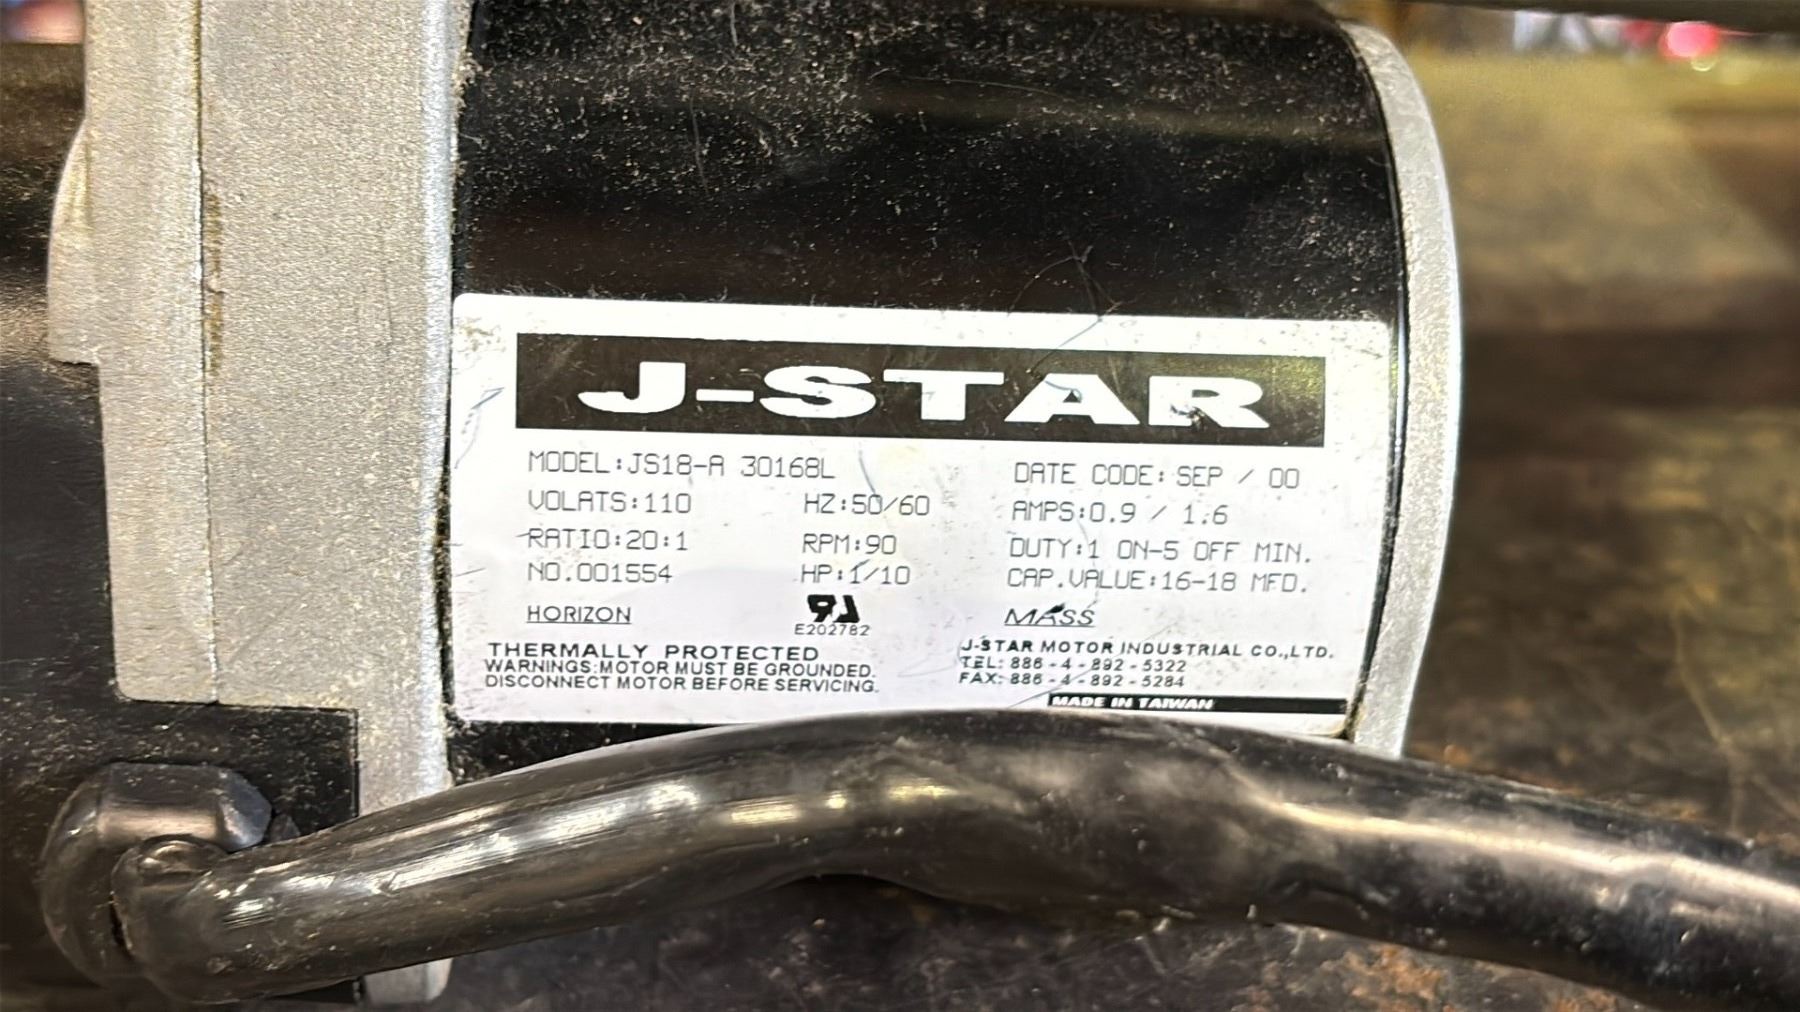 J-STAR
MODEL:JS18-A 30168L DATE CODE: SEP / 00
VOLATS:110 HZ:50/60 AMPS:0.9 / 1.6
RATIO:20:1 RPM:90 DUTY:1 ON-5 OFF MIN.
NO.001554 HP:1/10 CAP.VALUE:16-18 MFD.
HORIZON MASS
E202782
THERMALLY PROTECTED
WARNINGS:MOTOR MUST BE GROUNDED.
DISCONNECT MOTOR BEFORE SERVICING.
J-STAR MOTOR INDUSTRIAL CO.,LTD.
TEL: 886-4-892-5322
FAX: 886-4-892-5284
MADE IN TAIWAN